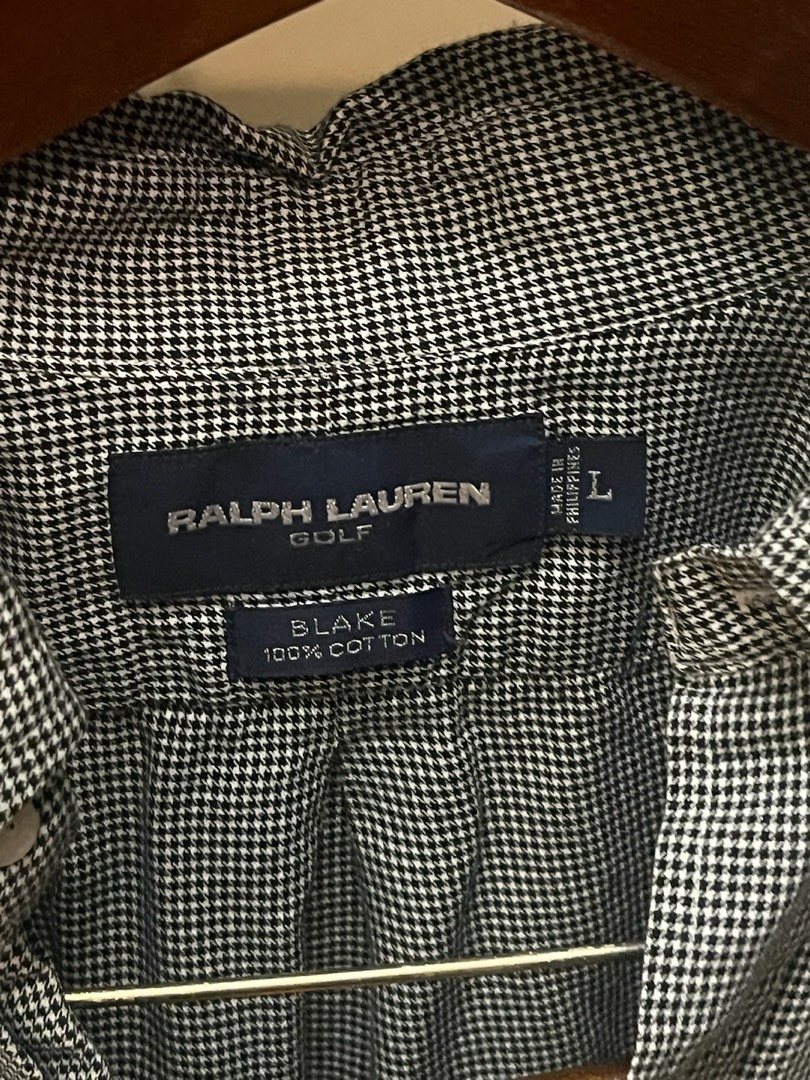 RALPH LAUREN
GOLF
MADE IN
PHILIPPINES
L
BLAKE
100% COTTON